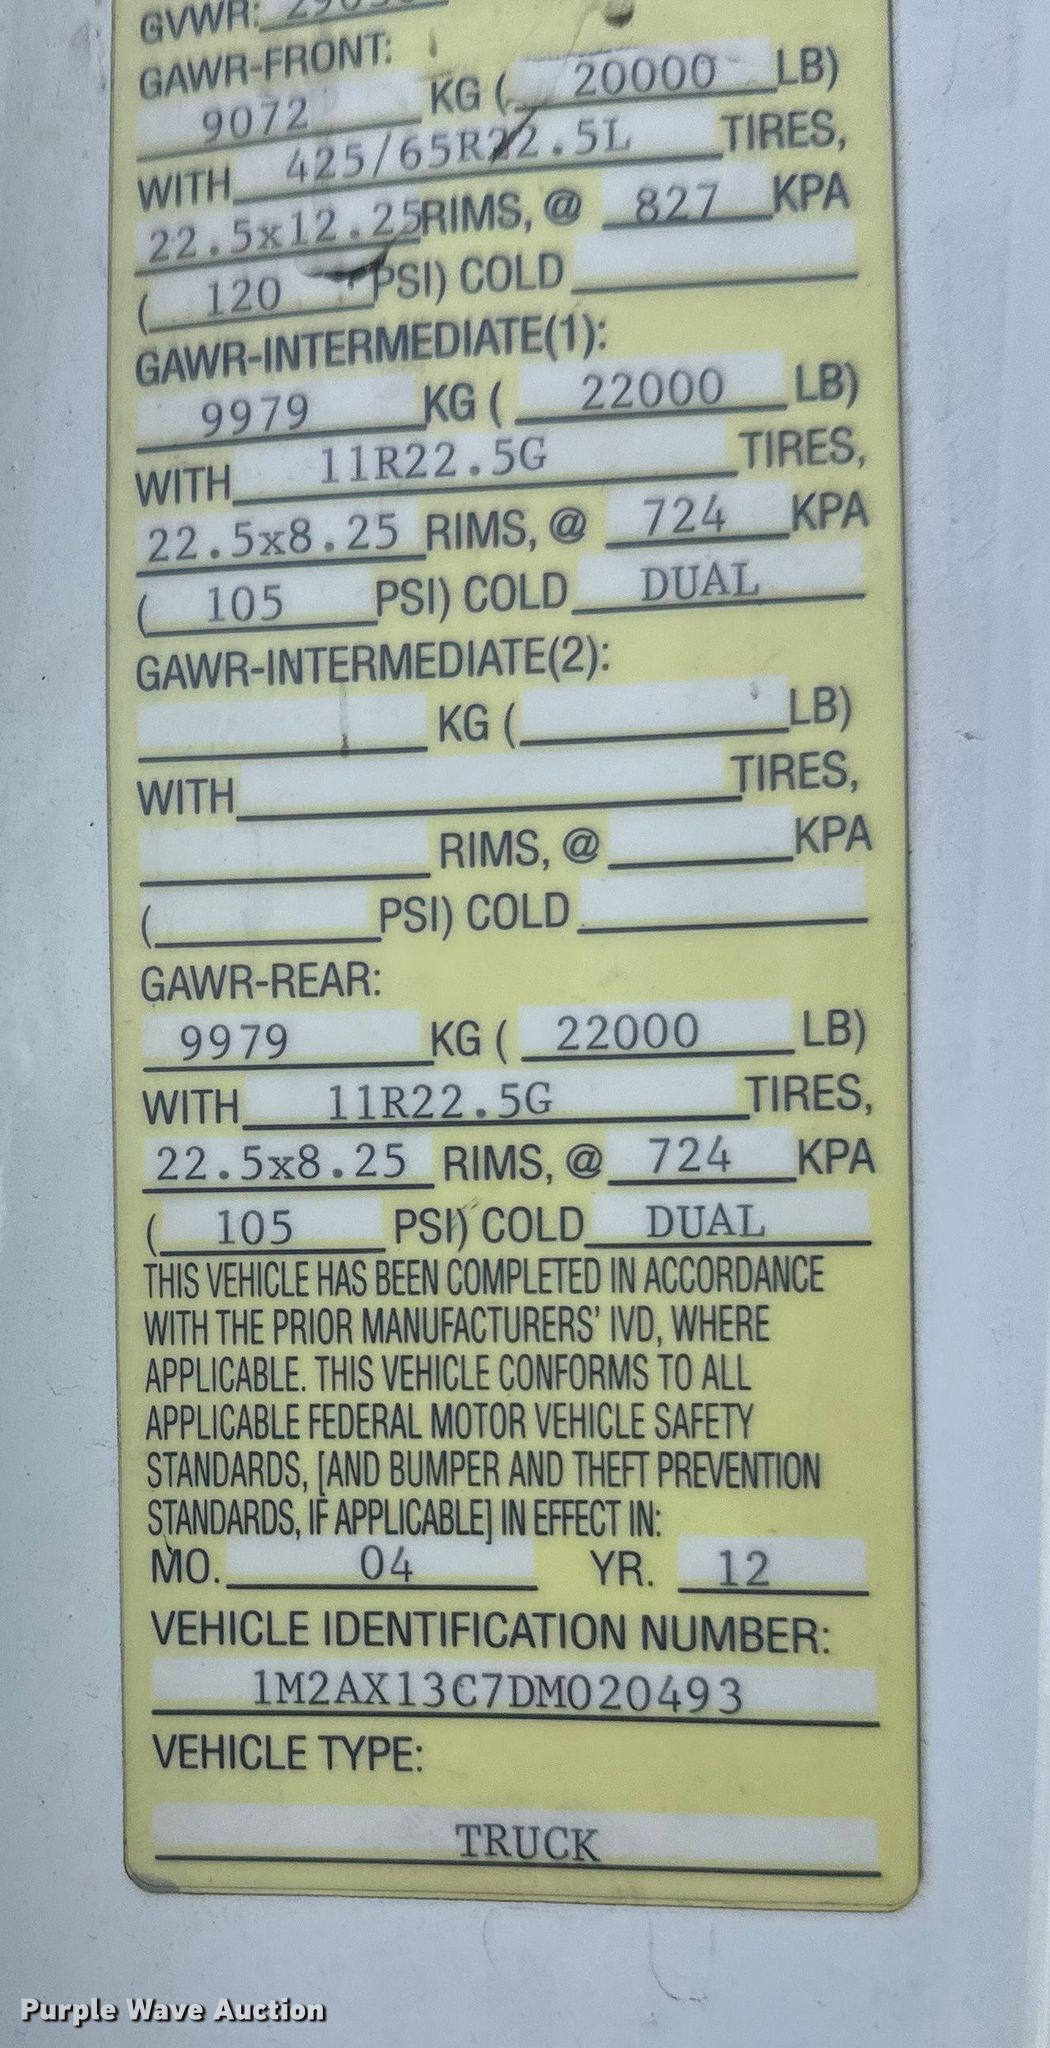 GVWR:
GAWR-FRONT:
9072 KG ( 20000 LB)
WITH 425/65R22.5L TIRES,
22.5x12.25 RIMS, @ 827 KPA
( 120 PSI) COLD
GAWR-INTERMEDIATE(1):
9979 KG ( 22000 LB)
WITH 11R22.5G TIRES,
22.5x8.25 RIMS, @ 724 KPA
( 105 PSI) COLD DUAL
GAWR-INTERMEDIATE(2):
KG ( LB)
WITH TIRES,
RIMS, @ KPA
( PSI) COLD
GAWR-REAR:
9979 KG ( 22000 LB)
WITH 11R22.5G TIRES,
22.5x8.25 RIMS, @ 724 KPA
( 105 PSI) COLD DUAL
THIS VEHICLE HAS BEEN COMPLETED IN ACCORDANCE
WITH THE PRIOR MANUFACTURERS' IVD, WHERE
APPLICABLE. THIS VEHICLE CONFORMS TO ALL
APPLICABLE FEDERAL MOTOR VEHICLE SAFETY
STANDARDS, [AND BUMPER AND THEFT PREVENTION
STANDARDS, IF APPLICABLE] IN EFFECT IN:
MO. 04 YR. 12
VEHICLE IDENTIFICATION NUMBER:
1M2AX13C7DM020493
VEHICLE TYPE:
TRUCK
Purple Wave Auction